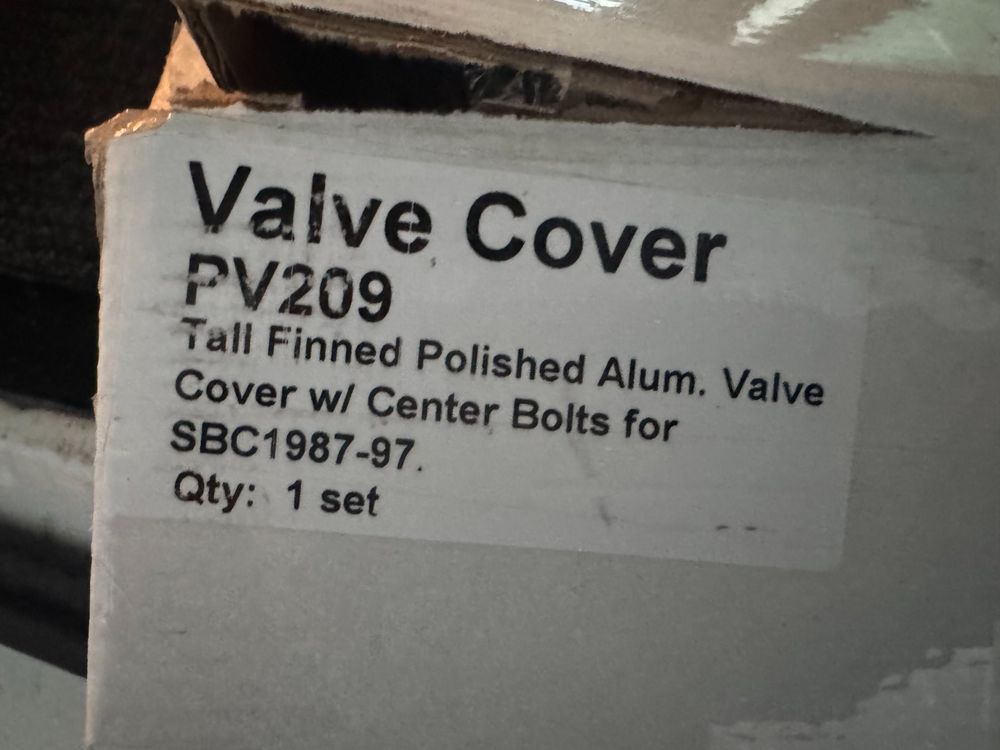 Valve Cover
PV209
Tall Finned Polished Alum. Valve
Cover w/ Center Bolts for
SBC1987-97.
Qty: 1 set